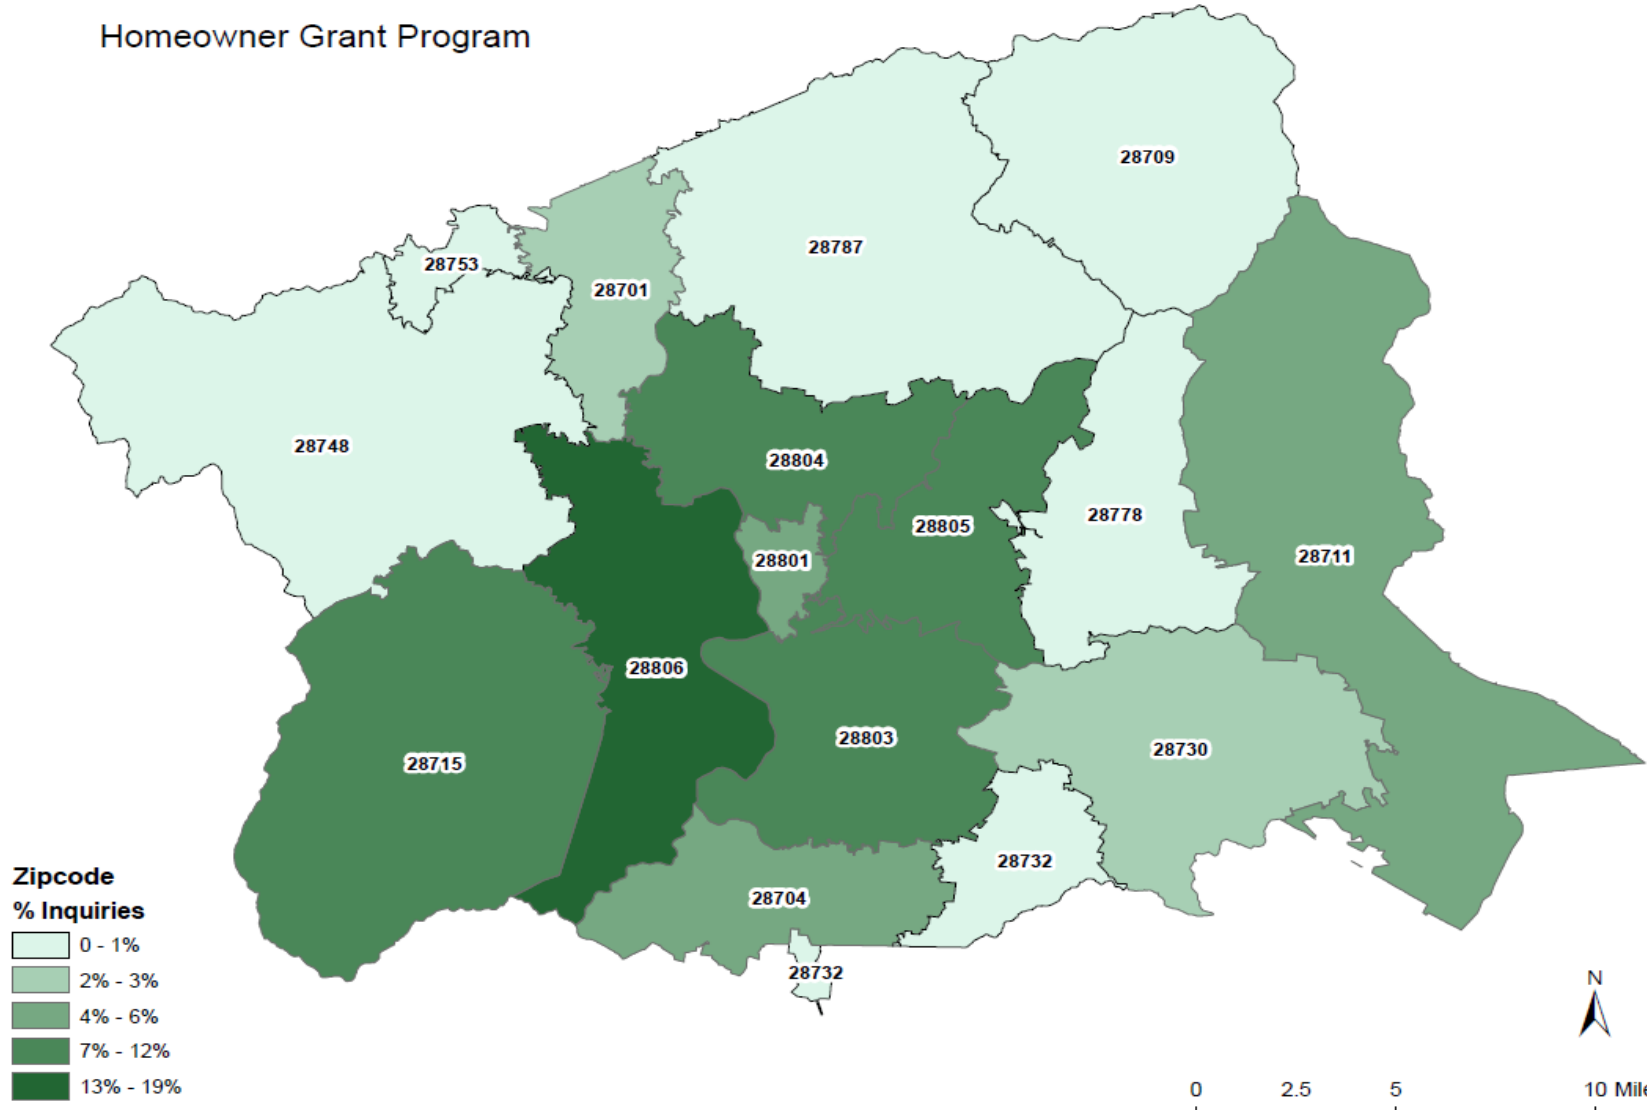 Homeowner Grant Program
28709
28787
28753
28701
28748
28804
28778
28805
28711
28801
28806
28803
28730
28715
28732
28704
28732
Zipcode
% Inquiries
0 - 1%
2% - 3%
4% - 6%
7% - 12%
13% - 19%
N
0 2.5 5 10 Mile